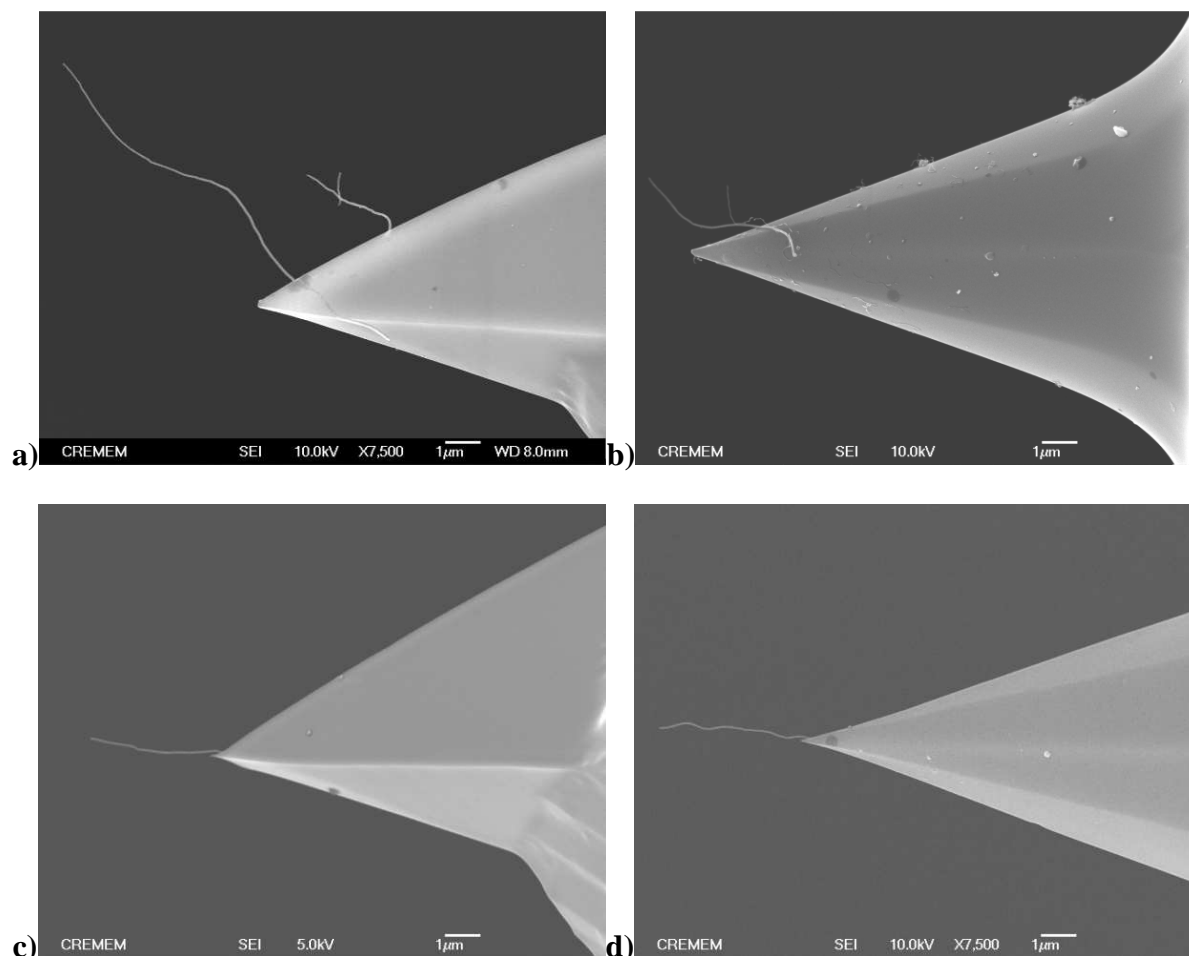 a) CREMEM SEI 10.0kV X7,500 1µm WD 8.0mm
b) CREMEM SEI 10.0kV 1µm
c) CREMEM SEI 5.0kV 1µm
d) CREMEM SEI 10.0kV X7,500 1µm